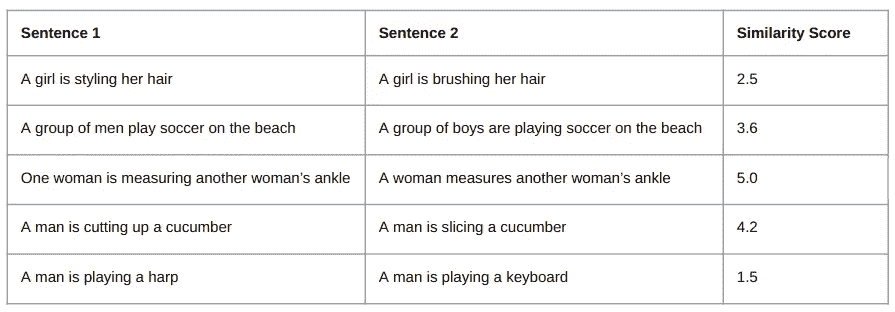 Sentence 1 Sentence 2 Similarity Score
A girl is styling her hair A girl is brushing her hair 2.5
A group of men play soccer on the beach A group of boys are playing soccer on the beach 3.6
One woman is measuring another woman’s ankle A woman measures another woman’s ankle 5.0
A man is cutting up a cucumber A man is slicing a cucumber 4.2
A man is playing a harp A man is playing a keyboard 1.5